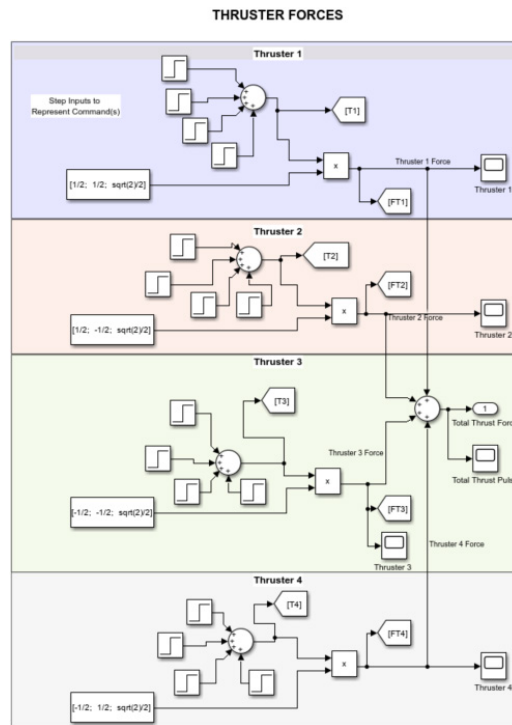 THRUSTER FORCES
Thruster 1
Step Inputs to
Represent Command(s)
+
+
+
+
[T1]
[1/2; 1/2; sqrt(2)/2]
x
Thruster 1 Force
[FT1]
Thruster 1
Thruster 2
+
+
+
+
[T2]
[FT2]
[1/2; -1/2; sqrt(2)/2]
x
Thruster 2 Force
Thruster 2
Thruster 3
[T3]
+
+
+
+
+
+
+
+
1
Total Thrust Forc
Thruster 3 Force
x
Total Thrust Puls
[-1/2; -1/2; sqrt(2)/2]
[FT3]
Thruster 4 Force
Thruster 3
Thruster 4
[T4]
+
+
+
+
[FT4]
x
Thruster 4
[-1/2; 1/2; sqrt(2)/2]